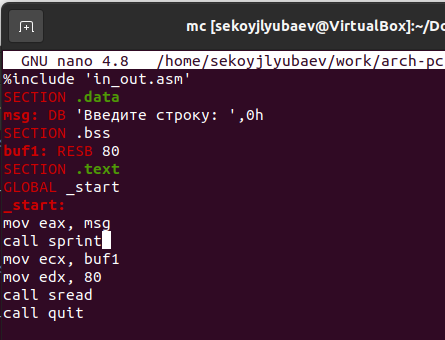 mc [sekoyjlyubaev@VirtualBox]:~/Do
GNU nano 4.8 /home/sekoyjlyubaev/work/arch-pc
%include 'in_out.asm'
SECTION .data
msg: DB 'Введите строку: ',0h
SECTION .bss
buf1: RESB 80
SECTION .text
GLOBAL _start
_start:
mov eax, msg
call sprint
mov ecx, buf1
mov edx, 80
call sread
call quit